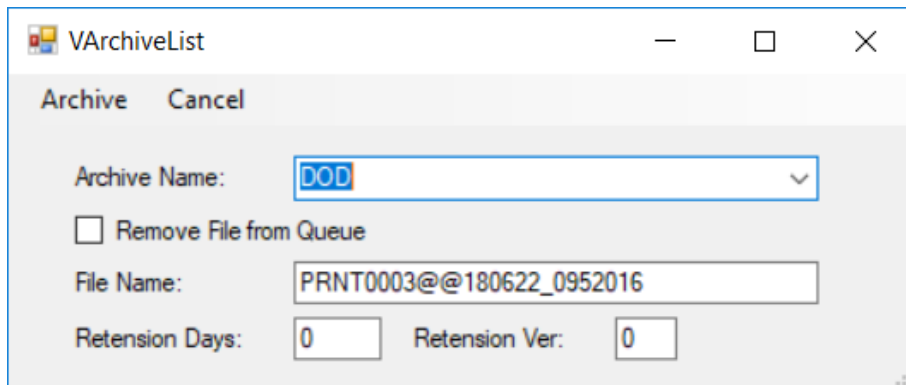 VArchiveList
Archive Cancel
Archive Name: DOD
Remove File from Queue
File Name: PRNT0003@@180622_0952016
Retension Days: 0 Retension Ver: 0